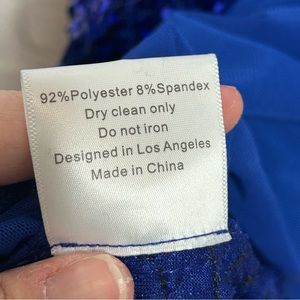 92%Polyester 8%Spandex
Dry clean only
Do not iron
Designed in Los Angeles
Made in China